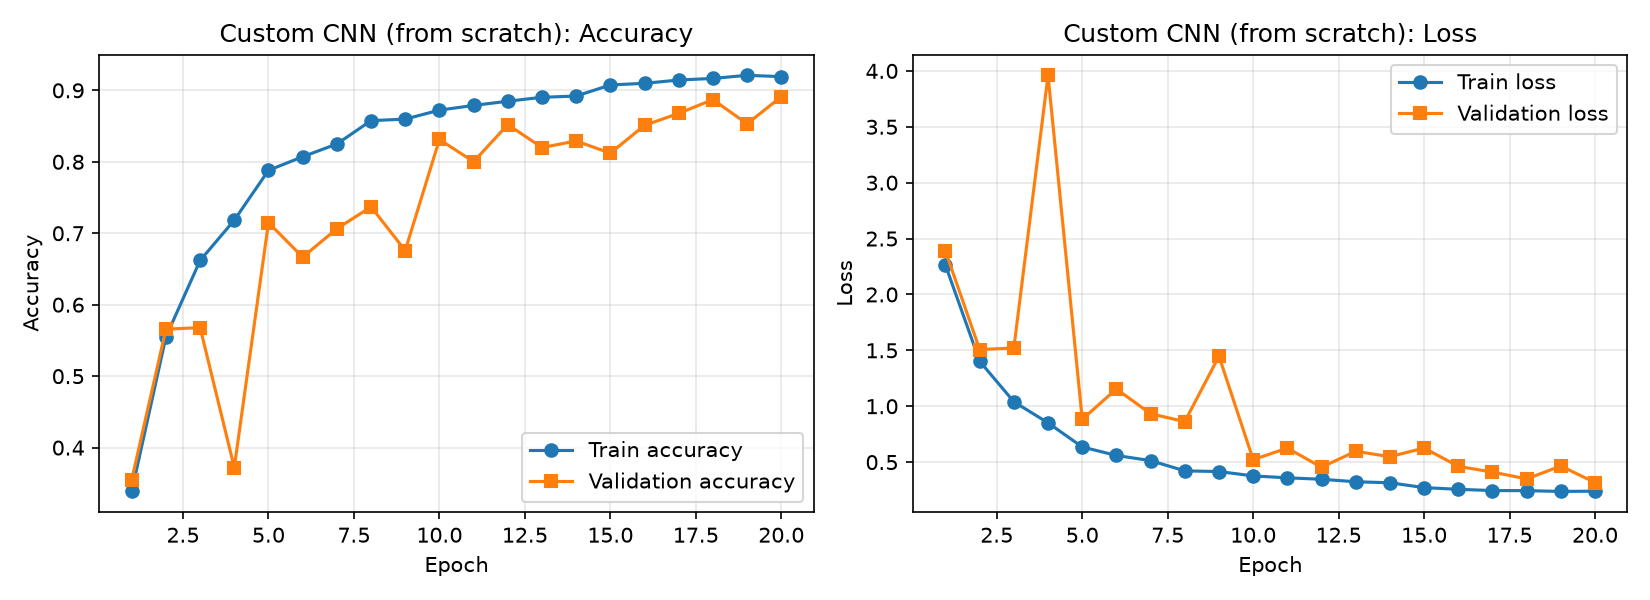 Custom CNN (from scratch): Accuracy
Accuracy
0.9
0.8
0.7
0.6
0.5
0.4
Train accuracy
Validation accuracy
2.5 5.0 7.5 10.0 12.5 15.0 17.5 20.0
Epoch
Custom CNN (from scratch): Loss
Loss
4.0
3.5
3.0
2.5
2.0
1.5
1.0
0.5
Train loss
Validation loss
2.5 5.0 7.5 10.0 12.5 15.0 17.5 20.0
Epoch